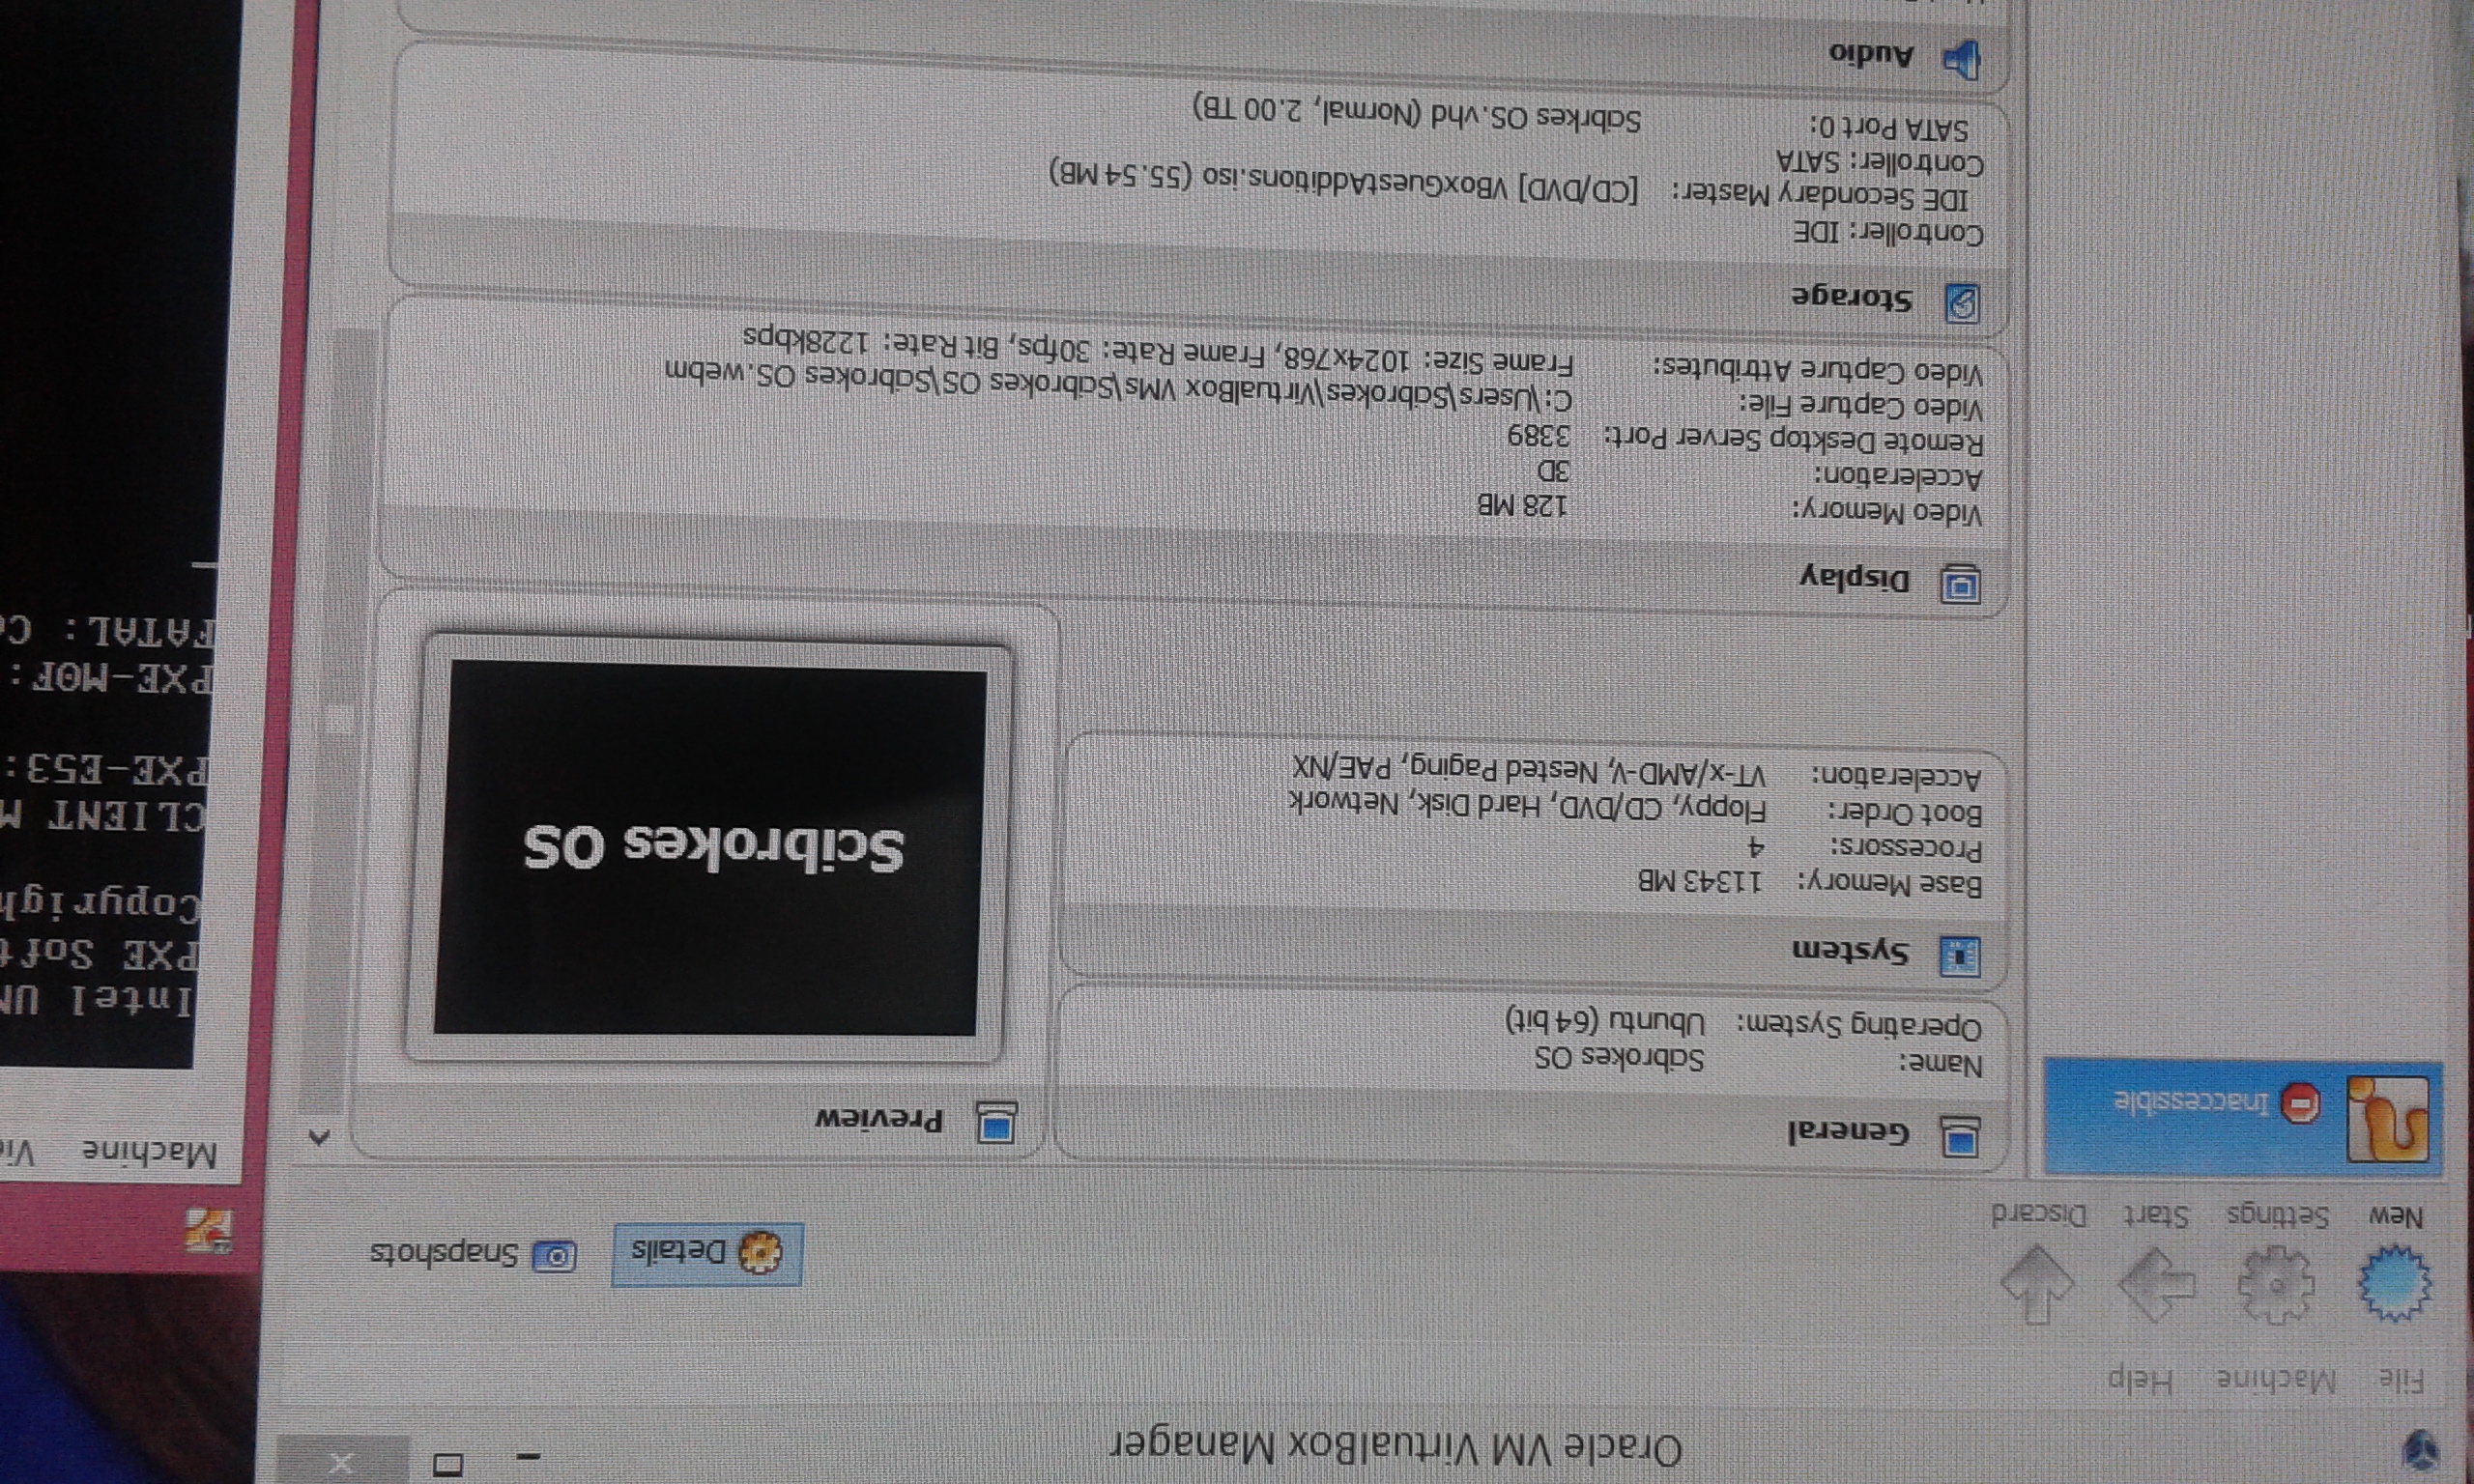 Oracle VM VirtualBox Manager
File Machine Help
New Settings Start Discard
Details Snapshots
Inaccessible
General
Name: Scibrokes OS
Operating System: Ubuntu (64 bit)
System
Base Memory: 11343 MB
Processors: 4
Boot Order: Floppy, CD/DVD, Hard Disk, Network
Acceleration: VT-x/AMD-V, Nested Paging, PAE/NX
Preview
Scibrokes OS
Display
Video Memory: 128 MB
Acceleration: 3D
Remote Desktop Server Port: 3389
Video Capture File: C:\Users\Scibrokes\VirtualBox VMs\Scibrokes OS\Scibrokes OS.webm
Video Capture Attributes: Frame Size: 1024x768, Frame Rate: 30fps, Bit Rate: 1228kbps
Storage
Controller: IDE
IDE Secondary Master: [CD/DVD] VBoxGuestAdditions.iso (55.54 MB)
Controller: SATA
SATA Port 0: Scibrkes OS.vhd (Normal, 2.00 TB)
Audio
Machine
Intel
PXE
CLIENT
PXE-E53:
PXE-M0F:
FATAL: